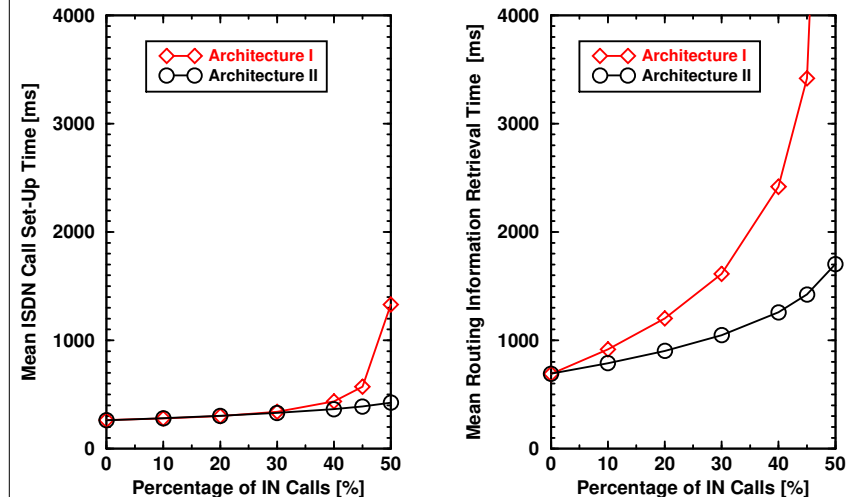 Mean ISDN Call Set-Up Time [ms]
4000
3000
2000
1000
0
Architecture I
Architecture II
0 10 20 30 40 50
Percentage of IN Calls [%]
Mean Routing Information Retrieval Time [ms]
4000
3000
2000
1000
0
Architecture I
Architecture II
0 10 20 30 40 50
Percentage of IN Calls [%]